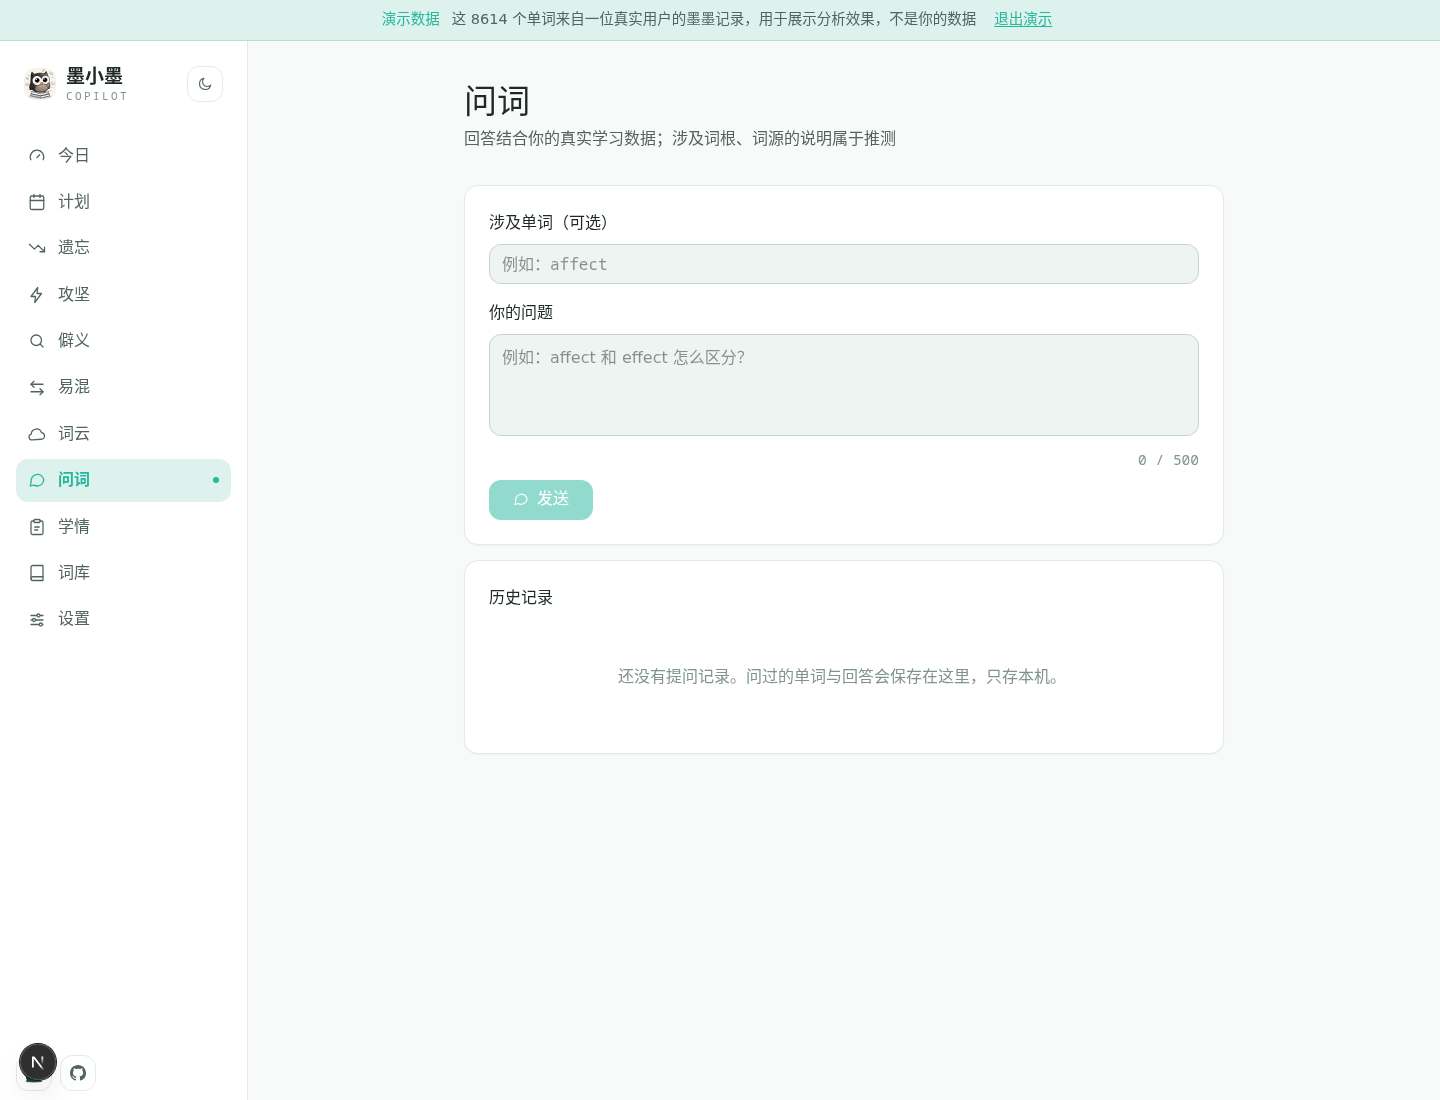 演示数据 这 8614 个单词来自一位真实用户的墨墨记录，用于展示分析效果，不是你的数据 退出演示
墨小墨
COPILOT
今日
计划
遗忘
攻坚
僻义
易混
词云
问词
学情
词库
设置
N
问词
回答结合你的真实学习数据；涉及词根、词源的说明属于推测
涉及单词（可选）
例如：affect
你的问题
例如：affect 和 effect 怎么区分？
0 / 500
发送
历史记录
还没有提问记录。问过的单词与回答会保存在这里，只存本机。